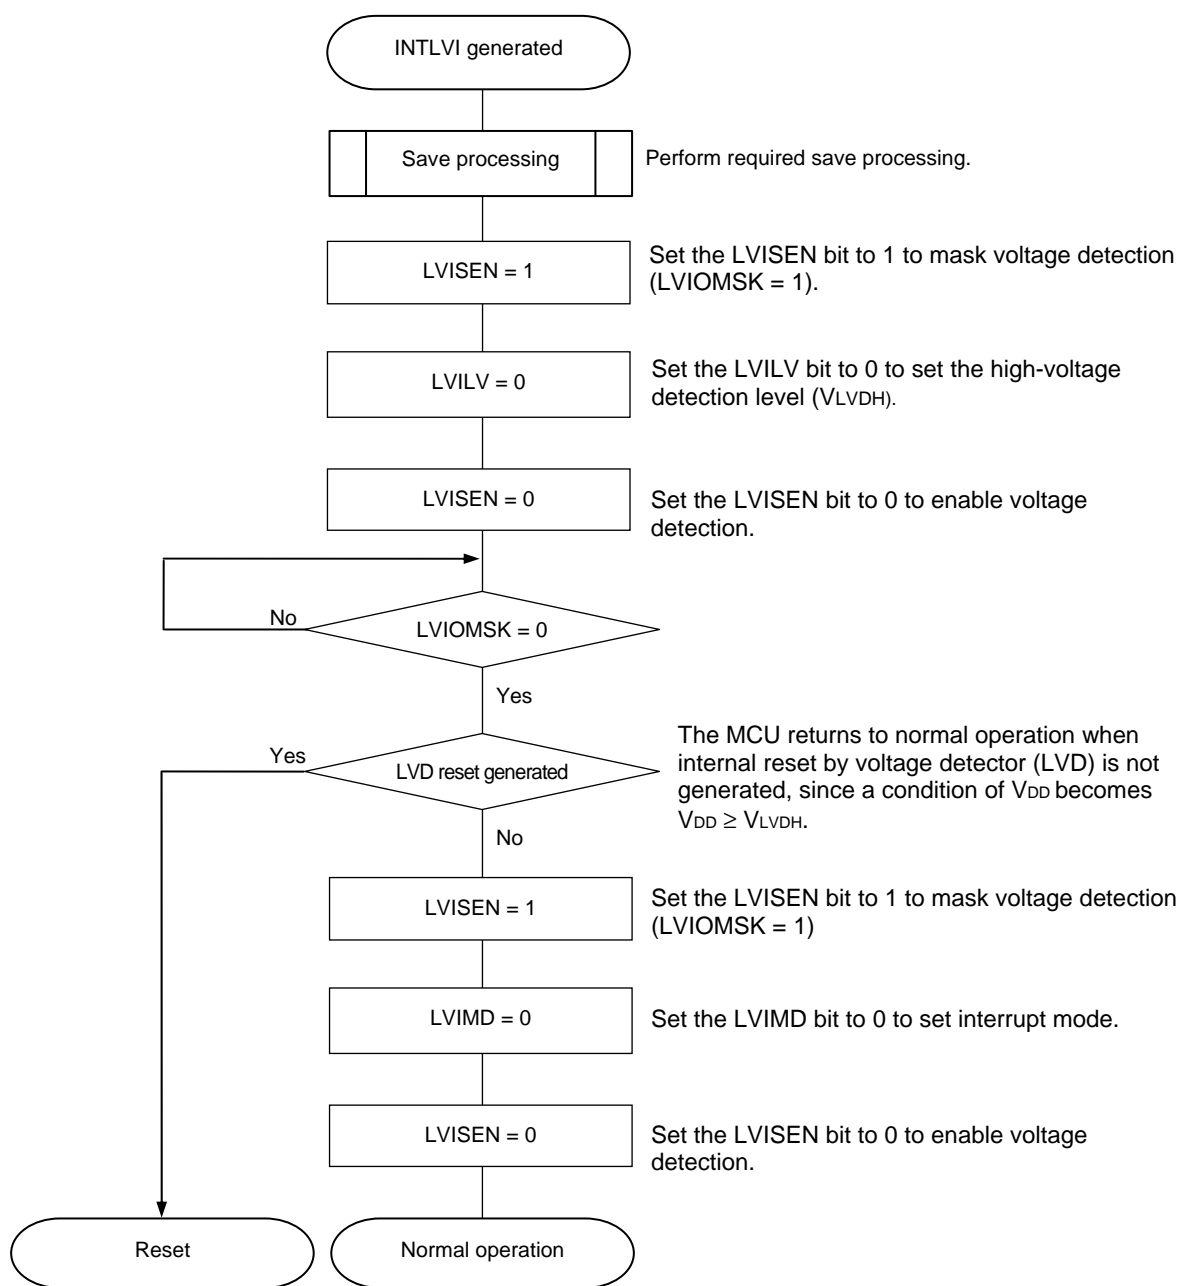 INTLVI generated
Save processing
Perform required save processing.
LVISEN = 1
Set the LVISEN bit to 1 to mask voltage detection
(LVIOMSK = 1).
LVILV = 0
Set the LVILV bit to 0 to set the high-voltage
detection level (VLVDH).
LVISEN = 0
Set the LVISEN bit to 0 to enable voltage
detection.
No
LVIOMSK = 0
Yes
Yes
LVD reset generated
The MCU returns to normal operation when
internal reset by voltage detector (LVD) is not
generated, since a condition of VDD becomes
VDD ≥ VLVDH.
No
LVISEN = 1
Set the LVISEN bit to 1 to mask voltage detection
(LVIOMSK = 1)
LVIMD = 0
Set the LVIMD bit to 0 to set interrupt mode.
LVISEN = 0
Set the LVISEN bit to 0 to enable voltage
detection.
Reset
Normal operation